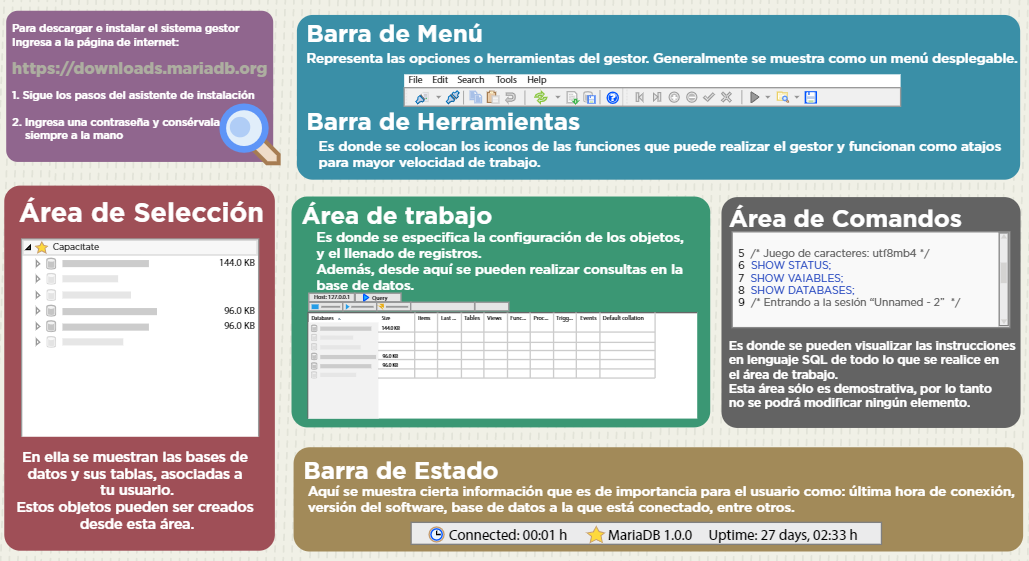 Para descargar e instalar el sistema gestor
Ingresa a la página de internet:
https://downloads.mariadb.org
1. Sigue los pasos del asistente de instalación
2. Ingresa una contraseña y consérvala
siempre a la mano
Barra de Menú
Representa las opciones o herramientas del gestor. Generalmente se muestra como un menú desplegable.
File Edit Search Tools Help
Barra de Herramientas
Es donde se colocan los iconos de las funciones que puede realizar el gestor y funcionan como atajos
para mayor velocidad de trabajo.
Área de Selección
Capacitate
144.0 KB
96.0 KB
96.0 KB
En ella se muestran las bases de
datos y sus tablas, asociadas a
tu usuario.
Estos objetos pueden ser creados
desde esta área.
Área de trabajo
Es donde se especifica la configuración de los objetos,
y el llenado de registros.
Además, desde aquí se pueden realizar consultas en la
base de datos.
Host: 127.0.0.1 Query
Databases Size Items Last ... Tables Views Func... Proc... Trigg... Events Default collation
144.0 KB
96.0 KB
96.0 KB
Área de Comandos
5 /* Juego de caracteres: utf8mb4 */
6 SHOW STATUS;
7 SHOW VAIABLES;
8 SHOW DATABASES;
9 /* Entrando a la sesión “Unnamed - 2” */
Es donde se pueden visualizar las instrucciones
en lenguaje SQL de todo lo que se realice en
el área de trabajo.
Esta área sólo es demostrativa, por lo tanto
no se podrá modificar ningún elemento.
Barra de Estado
Aquí se muestra cierta información que es de importancia para el usuario como: última hora de conexión,
versión del software, base de datos a la que está conectado, entre otros.
Connected: 00:01 h MariaDB 1.0.0 Uptime: 27 days, 02:33 h